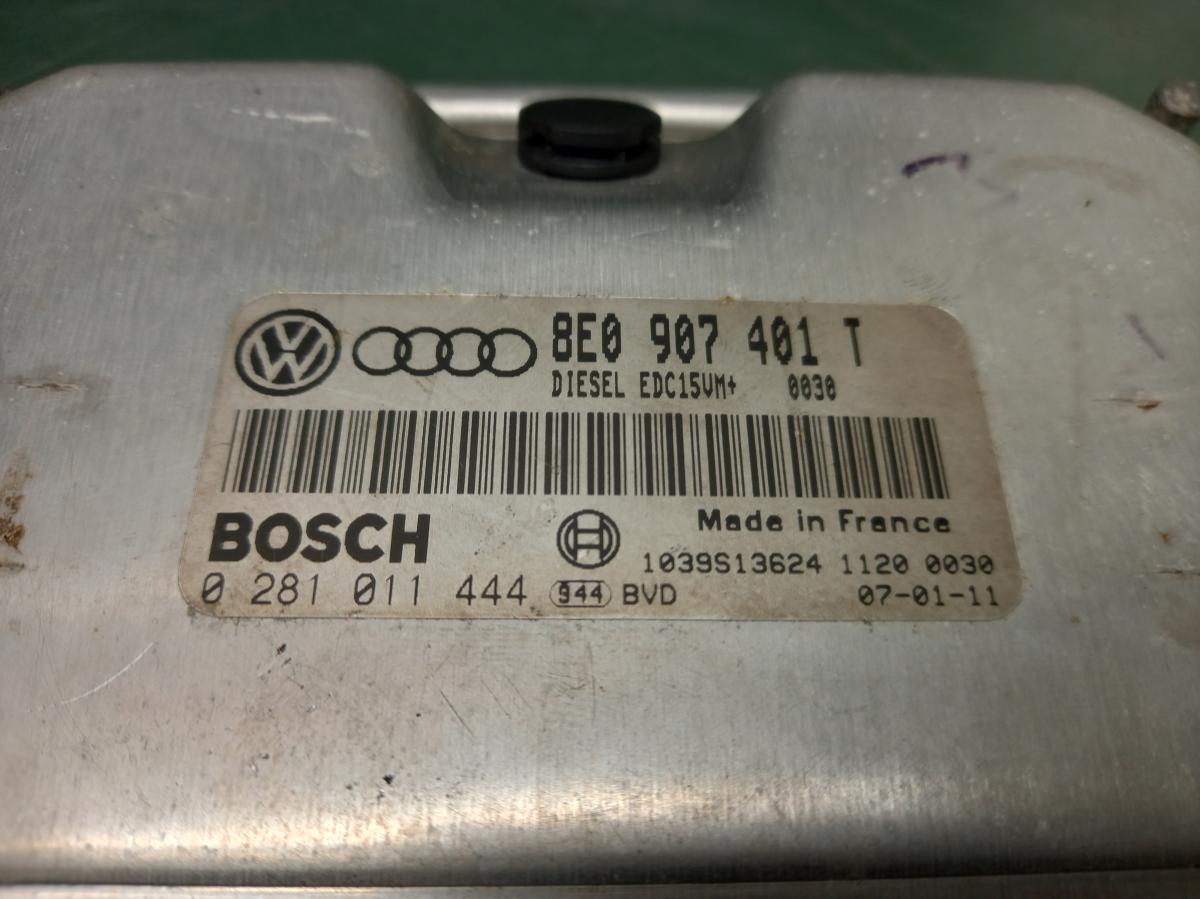 8E0 907 401 T
DIESEL EDC15VM+ 0030
BOSCH
Made in France
1039S13624 1120 0030
0 281 011 444 944 BVD 07-01-11